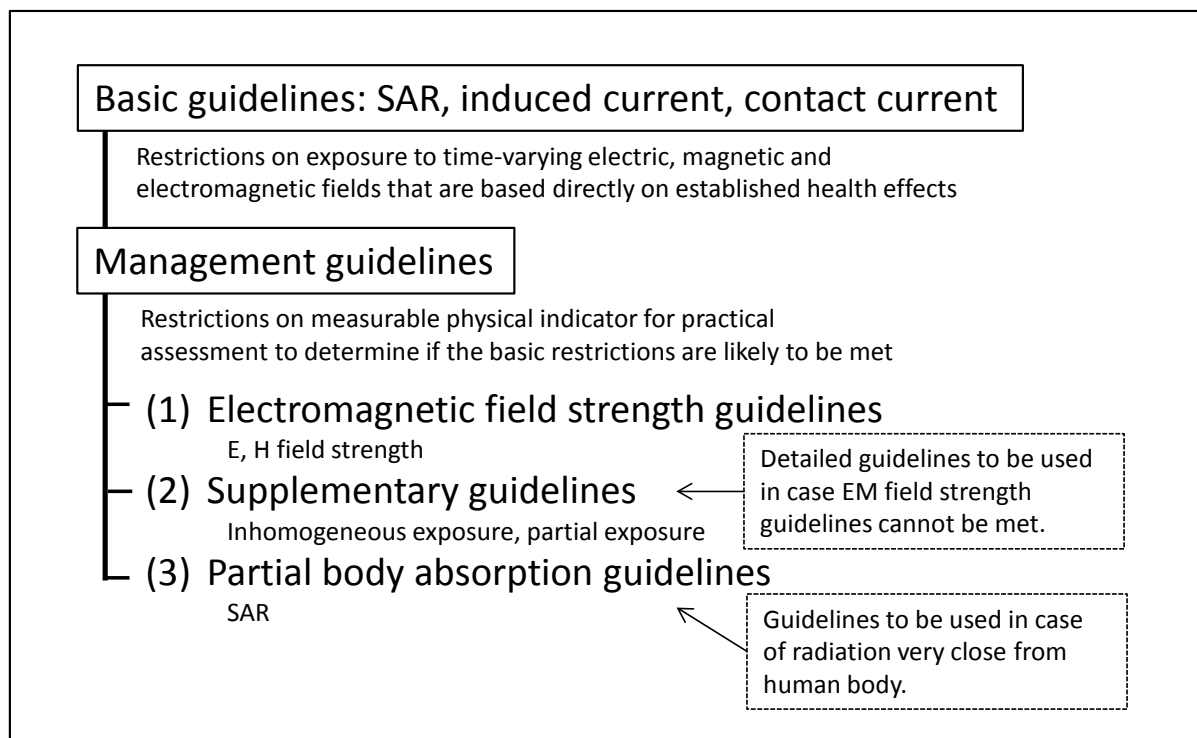 Basic guidelines: SAR, induced current, contact current
Restrictions on exposure to time-varying electric, magnetic and
electromagnetic fields that are based directly on established health effects
Management guidelines
Restrictions on measurable physical indicator for practical
assessment to determine if the basic restrictions are likely to be met
(1) Electromagnetic field strength guidelines
E, H field strength
(2) Supplementary guidelines
Inhomogeneous exposure, partial exposure
Detailed guidelines to be used
in case EM field strength
guidelines cannot be met.
(3) Partial body absorption guidelines
SAR
Guidelines to be used in case
of radiation very close from
human body.